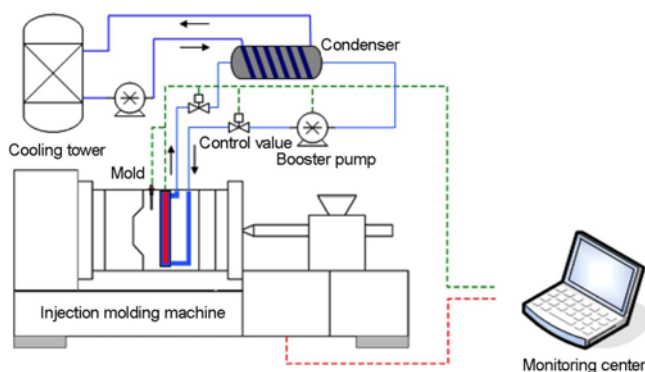 Condenser
Control value
Cooling tower
Booster pump
Mold
Injection molding machine
Monitoring center